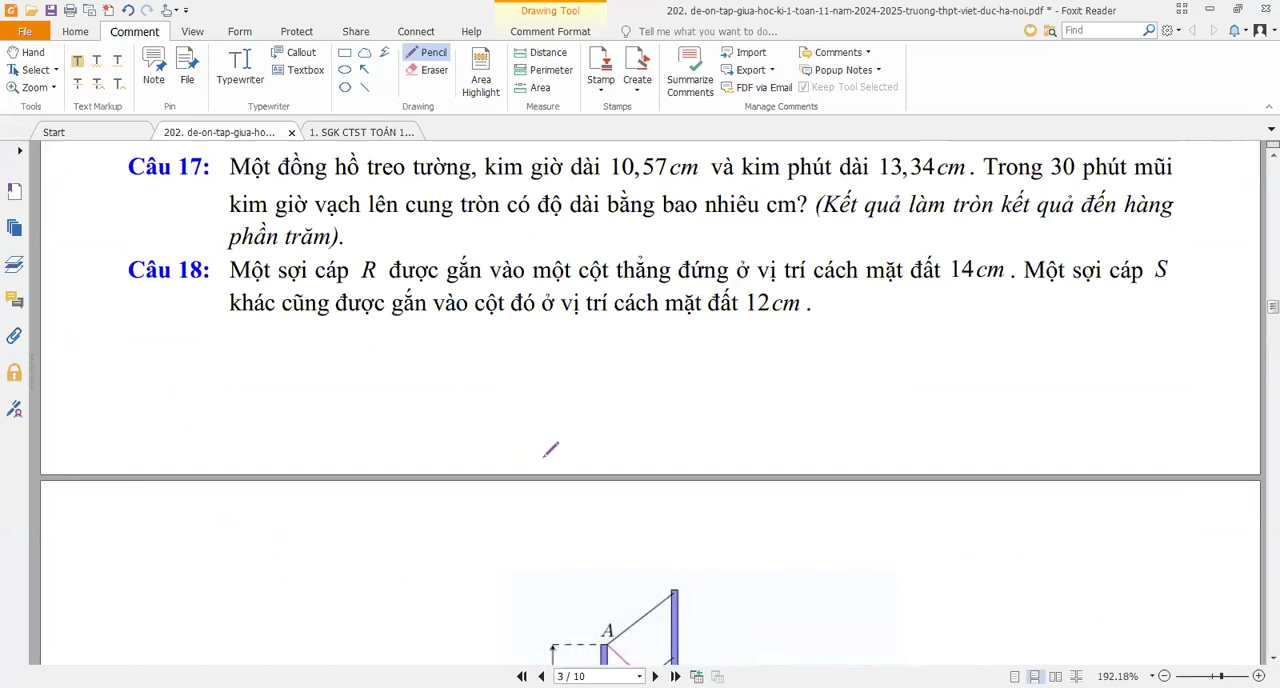 Drawing Tool
202. de-on-tap-giua-hoc-ki-1-toan-11-nam-2024-2025-truong-thpt-viet-duc-ha-noi.pdf * - Foxit Reader
File Home Comment View Form Protect Share Connect Help Comment Format Tell me what you want to do... Find
Hand Select Zoom
Tools
Text Markup
Note File
Pin
Typewriter Callout Textbox
Typewriter
Pencil Eraser Area Highlight
Drawing
Distance Perimeter Area
Measure
Stamp Create
Stamps
Summarize Comments Import Export FDF via Email Comments Popup Notes Keep Tool Selected
Manage Comments
Start 202. de-on-tap-giua-ho... 1. SGK CTST TOÁN 1...
Câu 17: Một đồng hồ treo tường, kim giờ dài 10,57cm và kim phút dài 13,34cm. Trong 30 phút mũi
kim giờ vạch lên cung tròn có độ dài bằng bao nhiêu cm? (Kết quả làm tròn kết quả đến hàng
phần trăm).
Câu 18: Một sợi cáp R được gắn vào một cột thẳng đứng ở vị trí cách mặt đất 14cm. Một sợi cáp S
khác cũng được gắn vào cột đó ở vị trí cách mặt đất 12cm.
A
3 / 10 192.18%